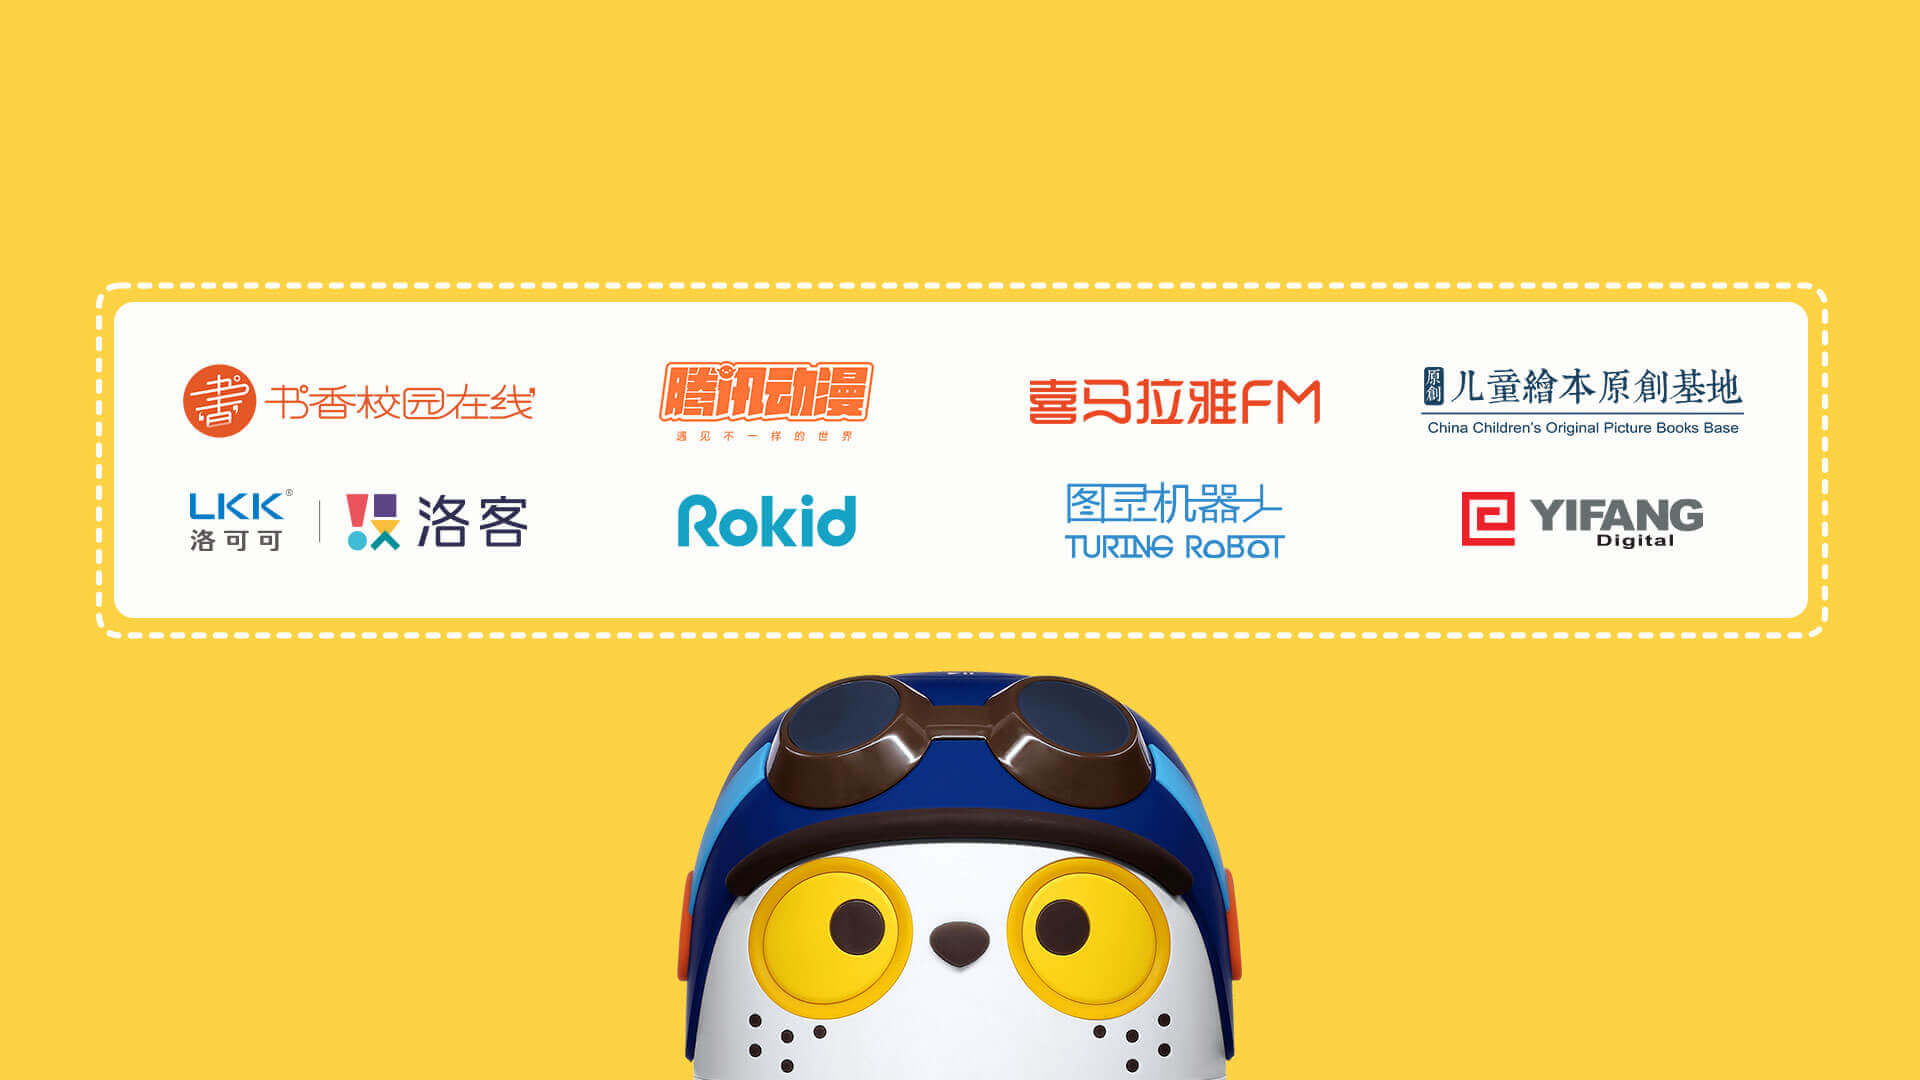 書 书香校园在线
腾讯动漫
遇见不一样的世界
喜马拉雅FM
原創 儿童繪本原創基地
China Children's Original Picture Books Base
LKK®
洛可可
洛客
Rokid
图灵机器人
TURING ROBOT
YIFANG
Digital